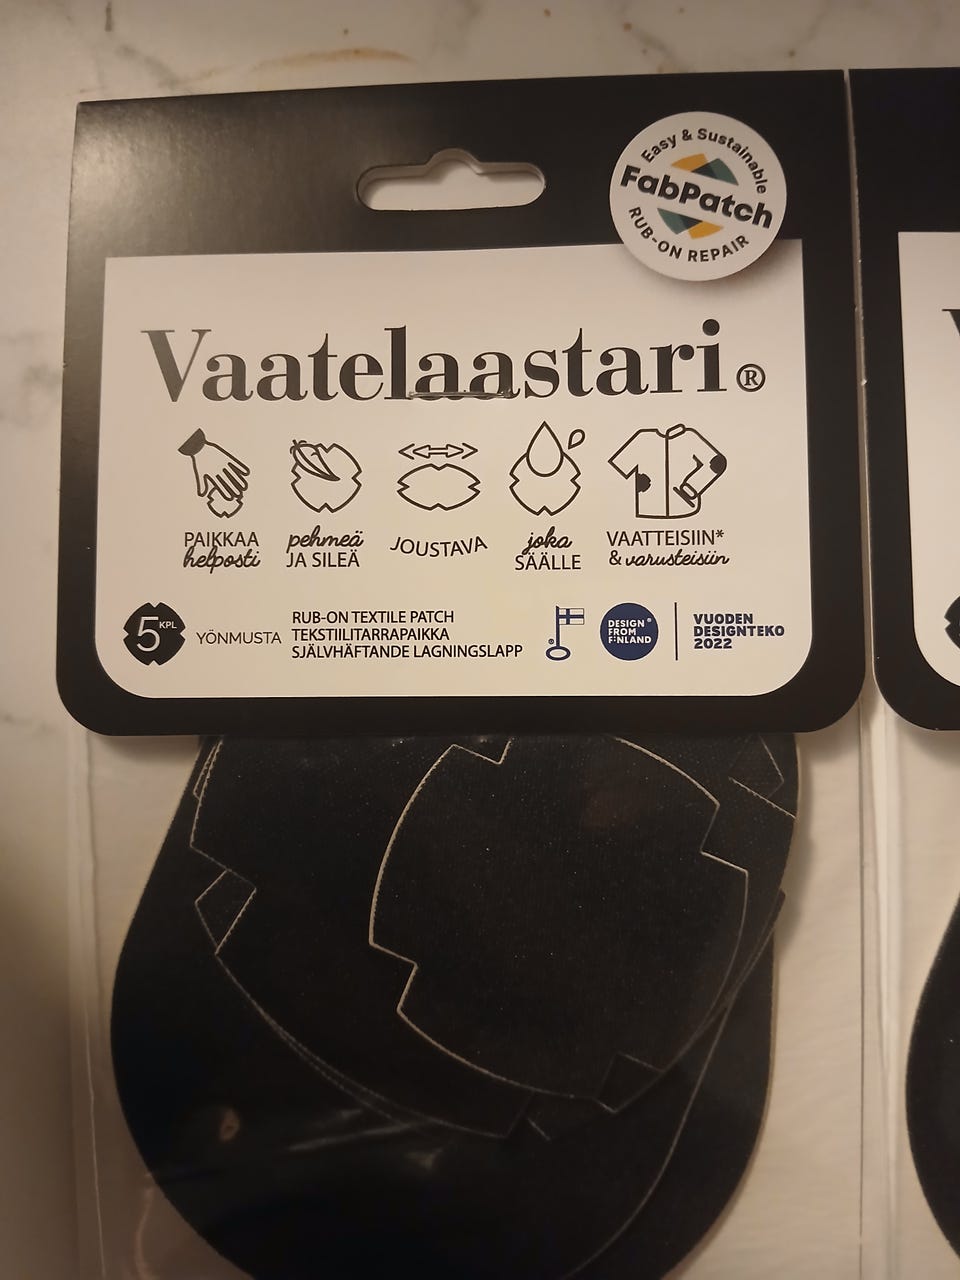 Easy & Sustainable
FabPatch
RUB-ON REPAIR
Vaatelaastari®
PAIKKAA
helposti
pehmeä
JA SILEÄ
JOUSTAVA
joka
SÄÄLLE
VAATTEISIIN*
& varusteisiin
5 KPL
YÖNMUSTA
RUB-ON TEXTILE PATCH
TEKSTIILITARRAPAIKKA
SJÄLVHÄFTANDE LAGNINGSLAPP
DESIGN
FROM
FINLAND
VUODEN
DESIGNTEKO
2022